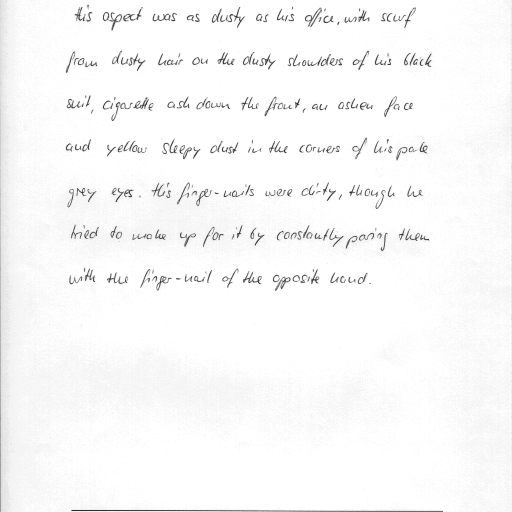 His aspect was as dusty as his office, with scurf
from dusty hair on the dusty shoulders of his black
suit, cigarette ash down the front, an ashen face
and yellow sleepy dust in the corners of his pale
grey eyes. His finger-nails were dirty, though he
tried to make up for it by constantly paring them
with the finger-nail of the opposite hand.